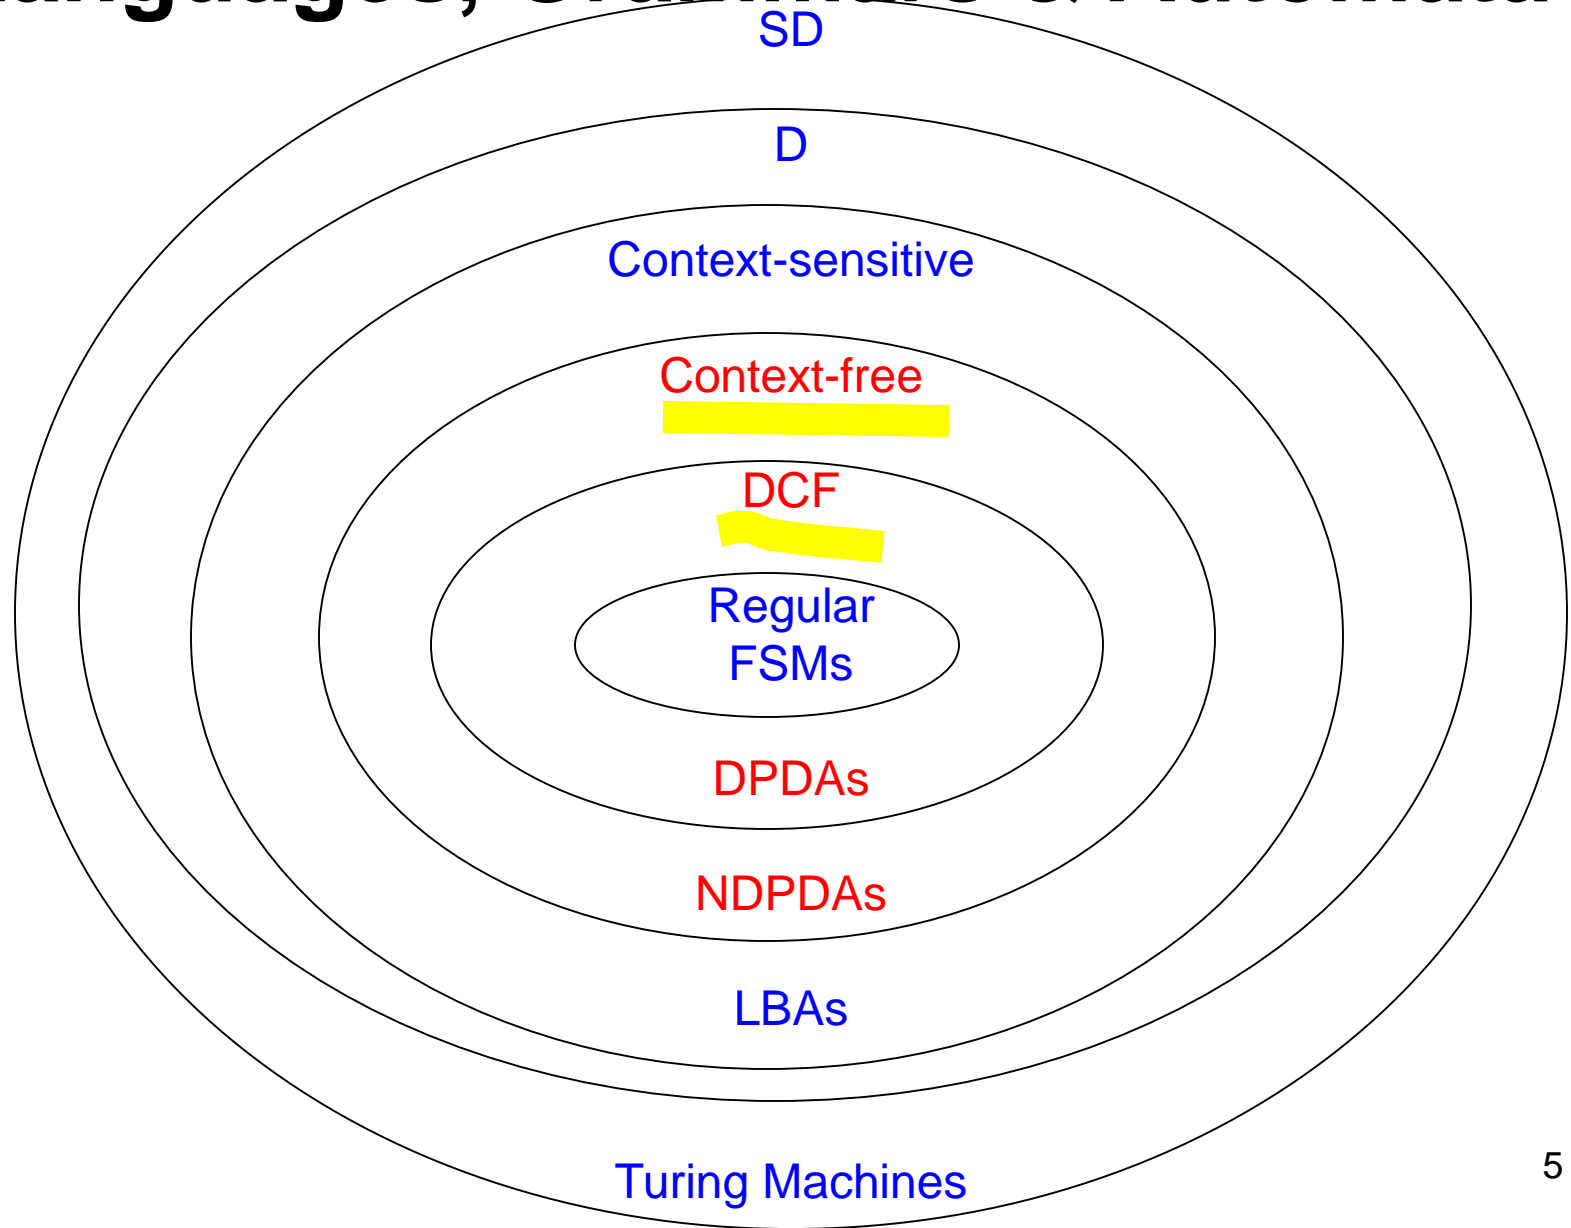 SD
D
Context-sensitive
Context-free
DCF
Regular
FSMs
DPDAs
NDPDAs
LBAs
Turing Machines
5